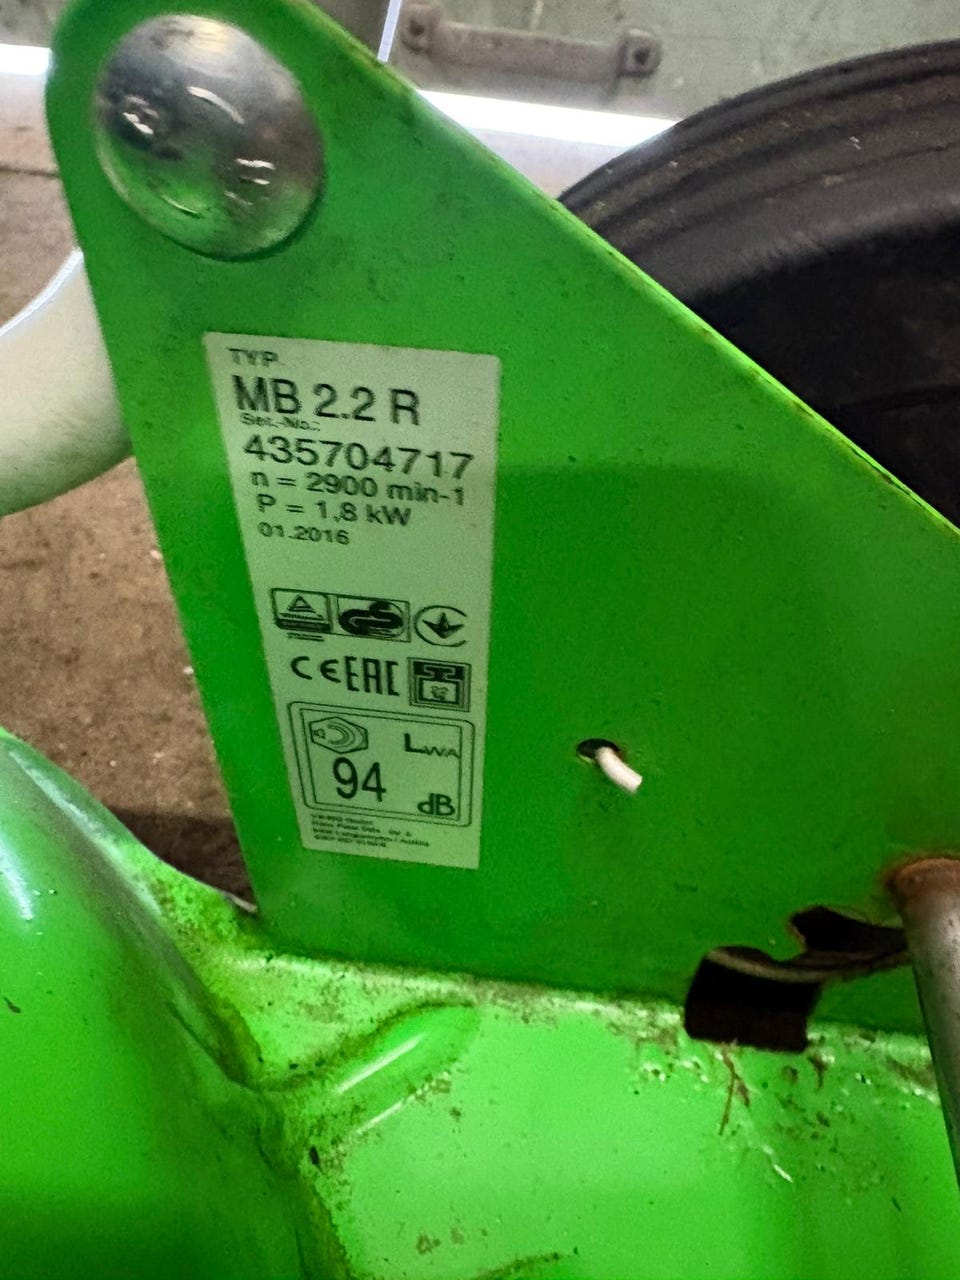 TYP
MB 2.2 R
Ser.-No.:
435704717
n = 2900 min-1
P = 1,8 kW
01.2016
CE EAC
LWA
94
dB